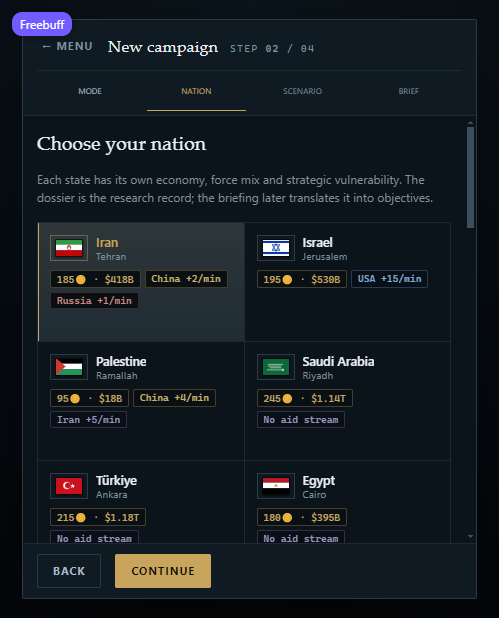 Freebuff
← MENU New campaign STEP 02 / 04
MODE NATION SCENARIO BRIEF
Choose your nation
Each state has its own economy, force mix and strategic vulnerability. The
dossier is the research record; the briefing later translates it into objectives.
Iran
Tehran
185 · $418B China +2/min
Russia +1/min
Israel
Jerusalem
195 · $530B USA +15/min
Palestine
Ramallah
95 · $18B China +4/min
Iran +5/min
Saudi Arabia
Riyadh
245 · $1.14T
No aid stream
Türkiye
Ankara
215 · $1.18T
No aid stream
Egypt
Cairo
180 · $395B
No aid stream
BACK CONTINUE